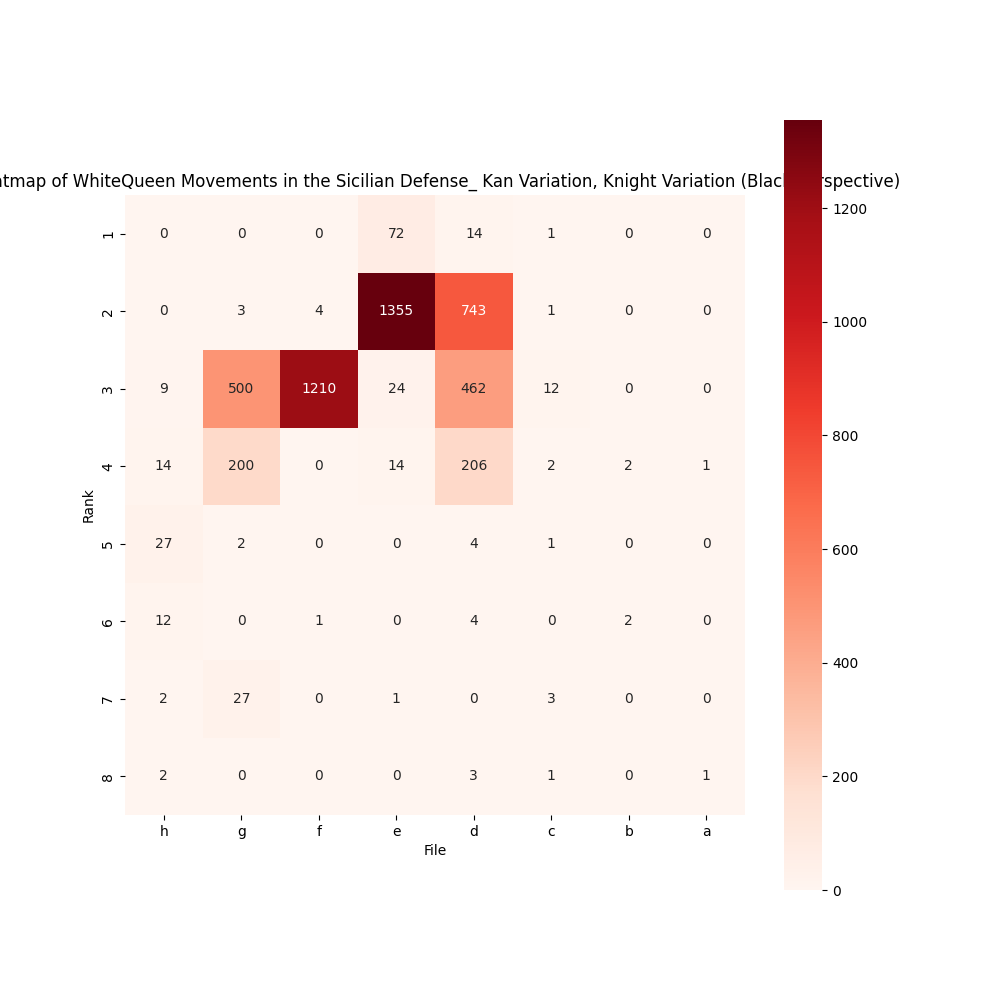 atmap of WhiteQueen Movements in the Sicilian Defense_ Kan Variation, Knight Variation (Blac rspective)
1 0 0 0 72 14 1 0 0
2 0 3 4 1355 743 1 0 0
3 9 500 1210 24 462 12 0 0
4 14 200 0 14 206 2 2 1
5 27 2 0 0 4 1 0 0
6 12 0 1 0 4 0 2 0
7 2 27 0 1 0 3 0 0
8 2 0 0 0 3 1 0 1
Rank
h g f e d c b a
File
1200
1000
800
600
400
200
0